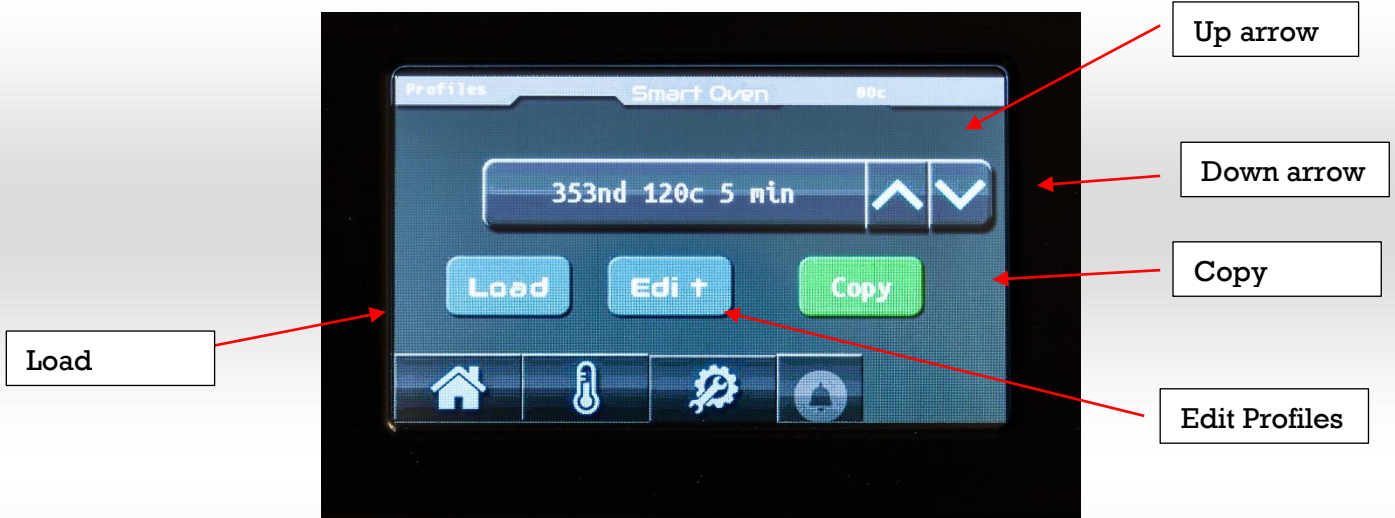 Up arrow
Profiles Smart Oven 80c
Down arrow
353nd 120c 5 min
Copy
Load Edit Copy
Load
Edit Profiles